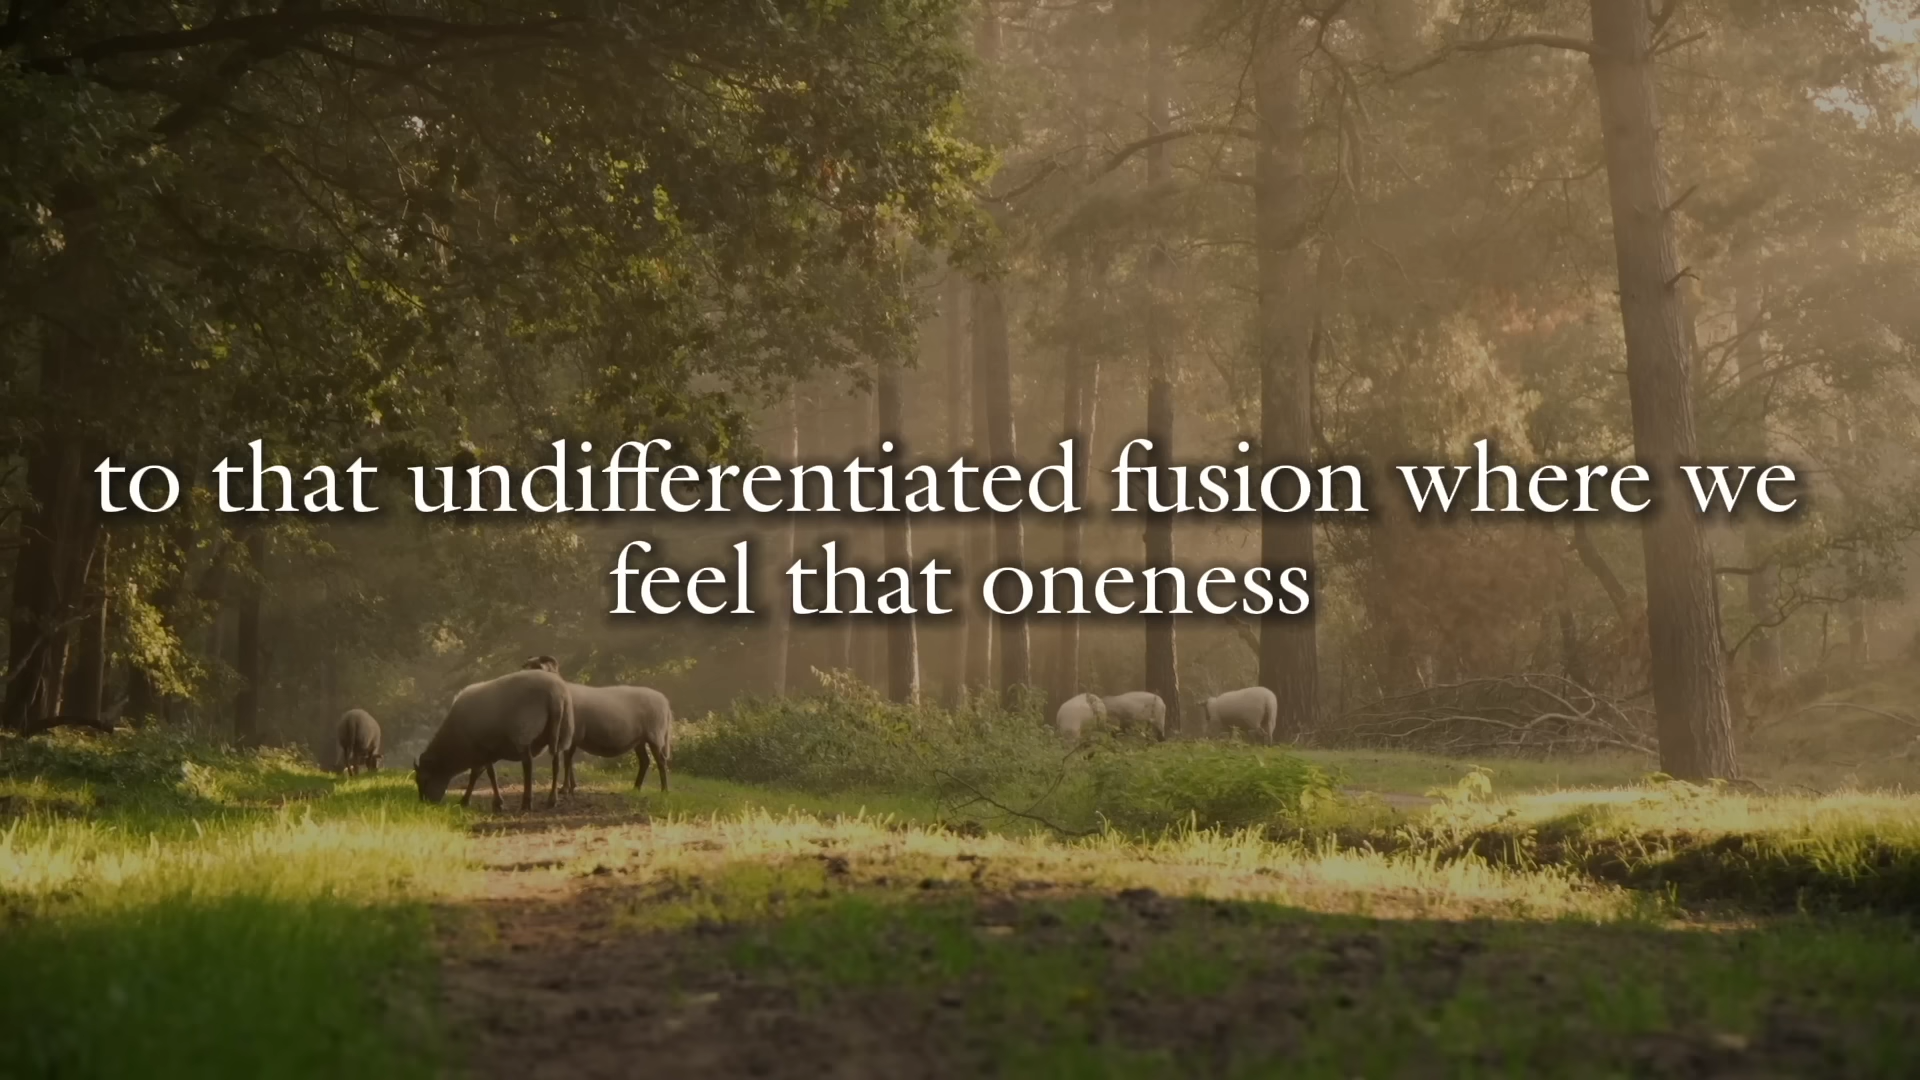 to that undifferentiated fusion where we
feel that oneness